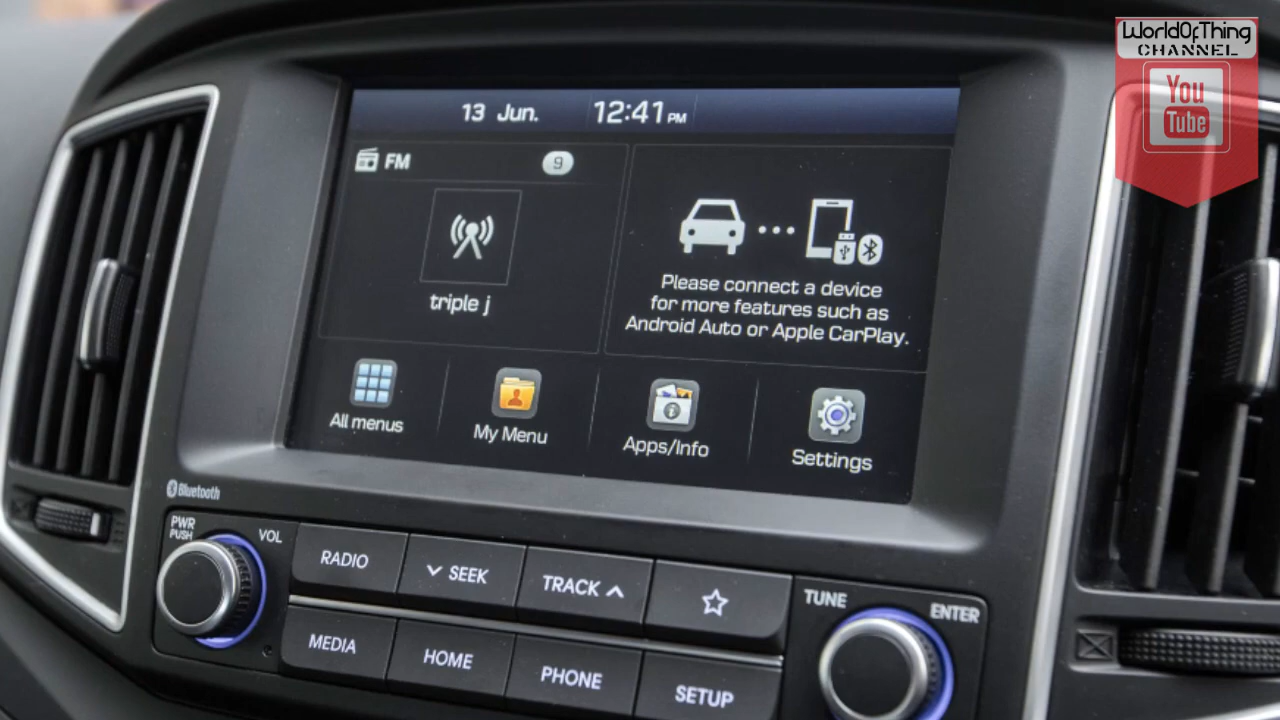 WorldOfThing
CHANNEL
You
Tube
13 Jun. 12:41 PM
FM 9
triple j
Please connect a device
for more features such as
Android Auto or Apple CarPlay.
All menus
My Menu
Apps/Info
Settings
Bluetooth
PWR
PUSH
VOL
RADIO
SEEK
TRACK
TUNE
ENTER
MEDIA
HOME
PHONE
SETUP